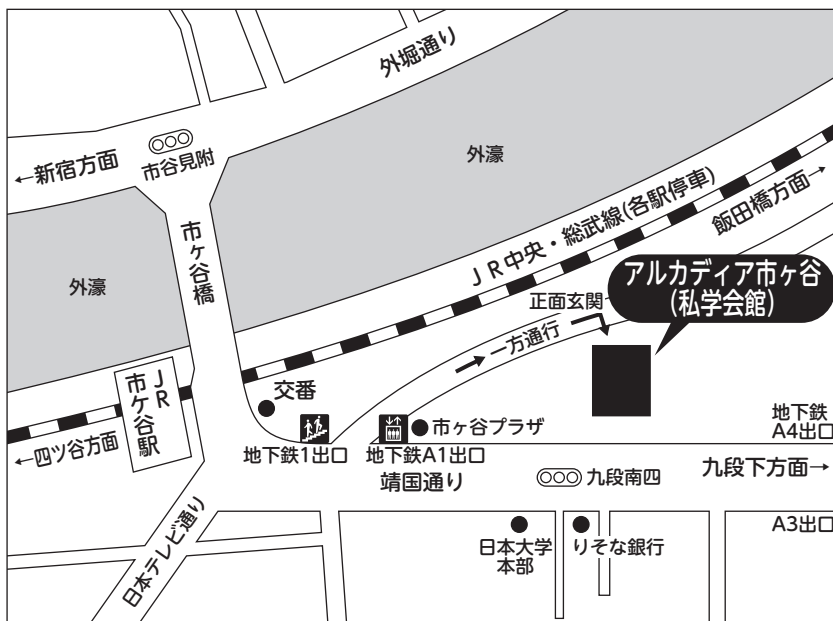 外堀通り
←新宿方面
市谷見附
外濠
外濠
市ヶ谷橋
ＪＲ中央・総武線(各駅停車)
飯田橋方面→
アルカディア市ヶ谷
(私学会館)
正面玄関
一方通行
ＪＲ
市ケ谷駅
交番
←四ツ谷方面
地下鉄1出口
市ヶ谷プラザ
地下鉄A1出口
地下鉄
A4出口
靖国通り
九段南四
九段下方面→
日本テレビ通り
日本大学
本部
りそな銀行
A3出口